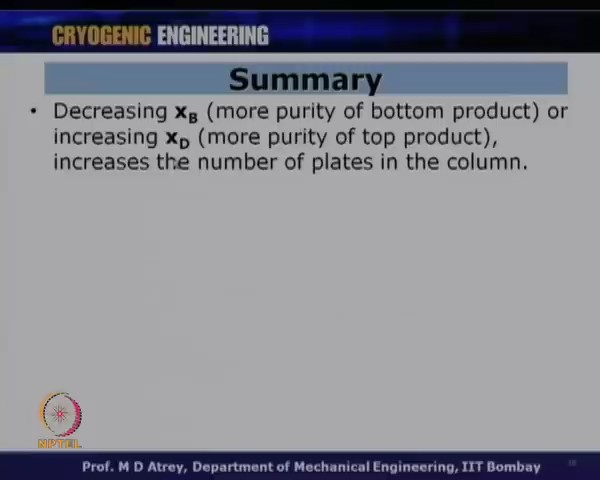 CRYOGENIC ENGINEERING
Summary
• Decreasing xB (more purity of bottom product) or
increasing xD (more purity of top product),
increases the number of plates in the column.
NPTEL
Prof. M D Atrey, Department of Mechanical Engineering, IIT Bombay